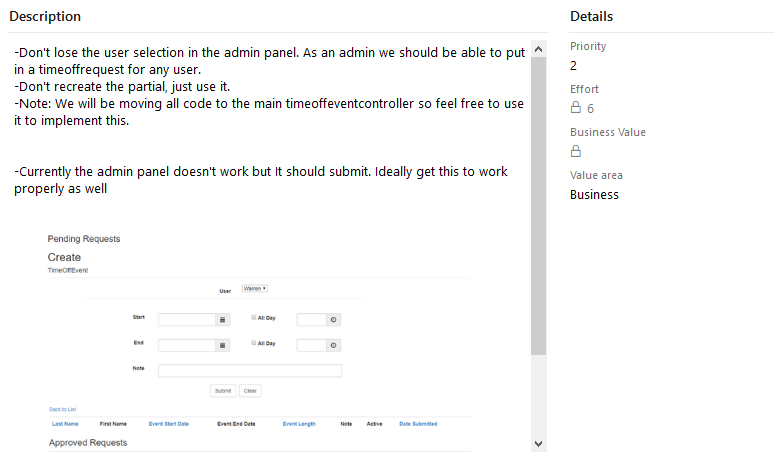 Description
-Don't lose the user selection in the admin panel. As an admin we should be able to put
in a timeoffrequest for any user.
-Don't recreate the partial, just use it.
-Note: We will be moving all code to the main timeoffeventcontroller so feel free to use
it to implement this.
-Currently the admin panel doesn't work but It should submit. Ideally get this to work
properly as well
Pending Requests
Create
TimeOffEvent
User Warren
Start All Day
End All Day
Note
Submit Clear
Back to List
Last Name First Name Event Start Date Event End Date Event Length Note Active Date Submitted
Approved Requests
Details
Priority
2
Effort
6
Business Value
Value area
Business